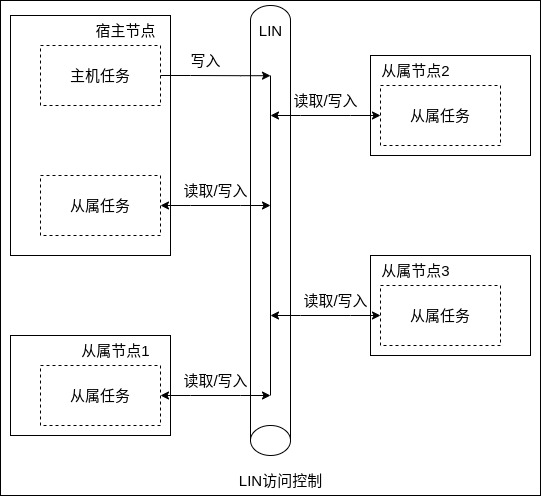 宿主节点
LIN
主机任务
写入
从属节点2
读取/写入
从属任务
从属任务
读取/写入
从属节点3
读取/写入
从属任务
从属节点1
读取/写入
从属任务
LIN访问控制